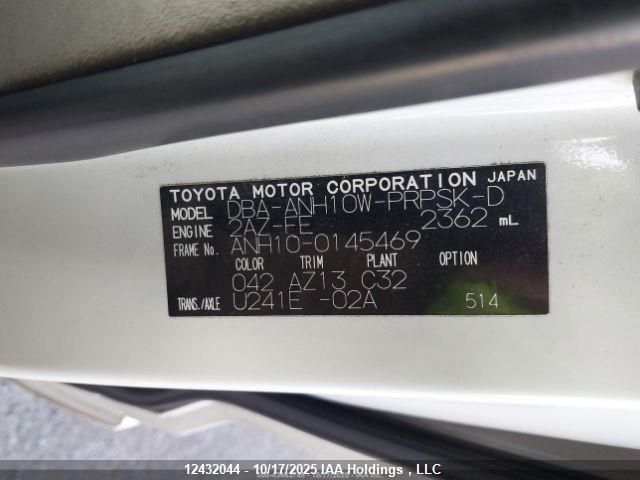 TOYOTA MOTOR CORPORATION JAPAN
MODEL DBA-ANH10W-PRPSK-D
ENGINE 2AZ-FE 2362 mL
FRAME No. ANH10-0145469
COLOR TRIM PLANT OPTION
042 AZ13 C32
TRANS./AXLE U241E -02A 514
12432044 - 10/17/2025 IAA Holdings , LLC